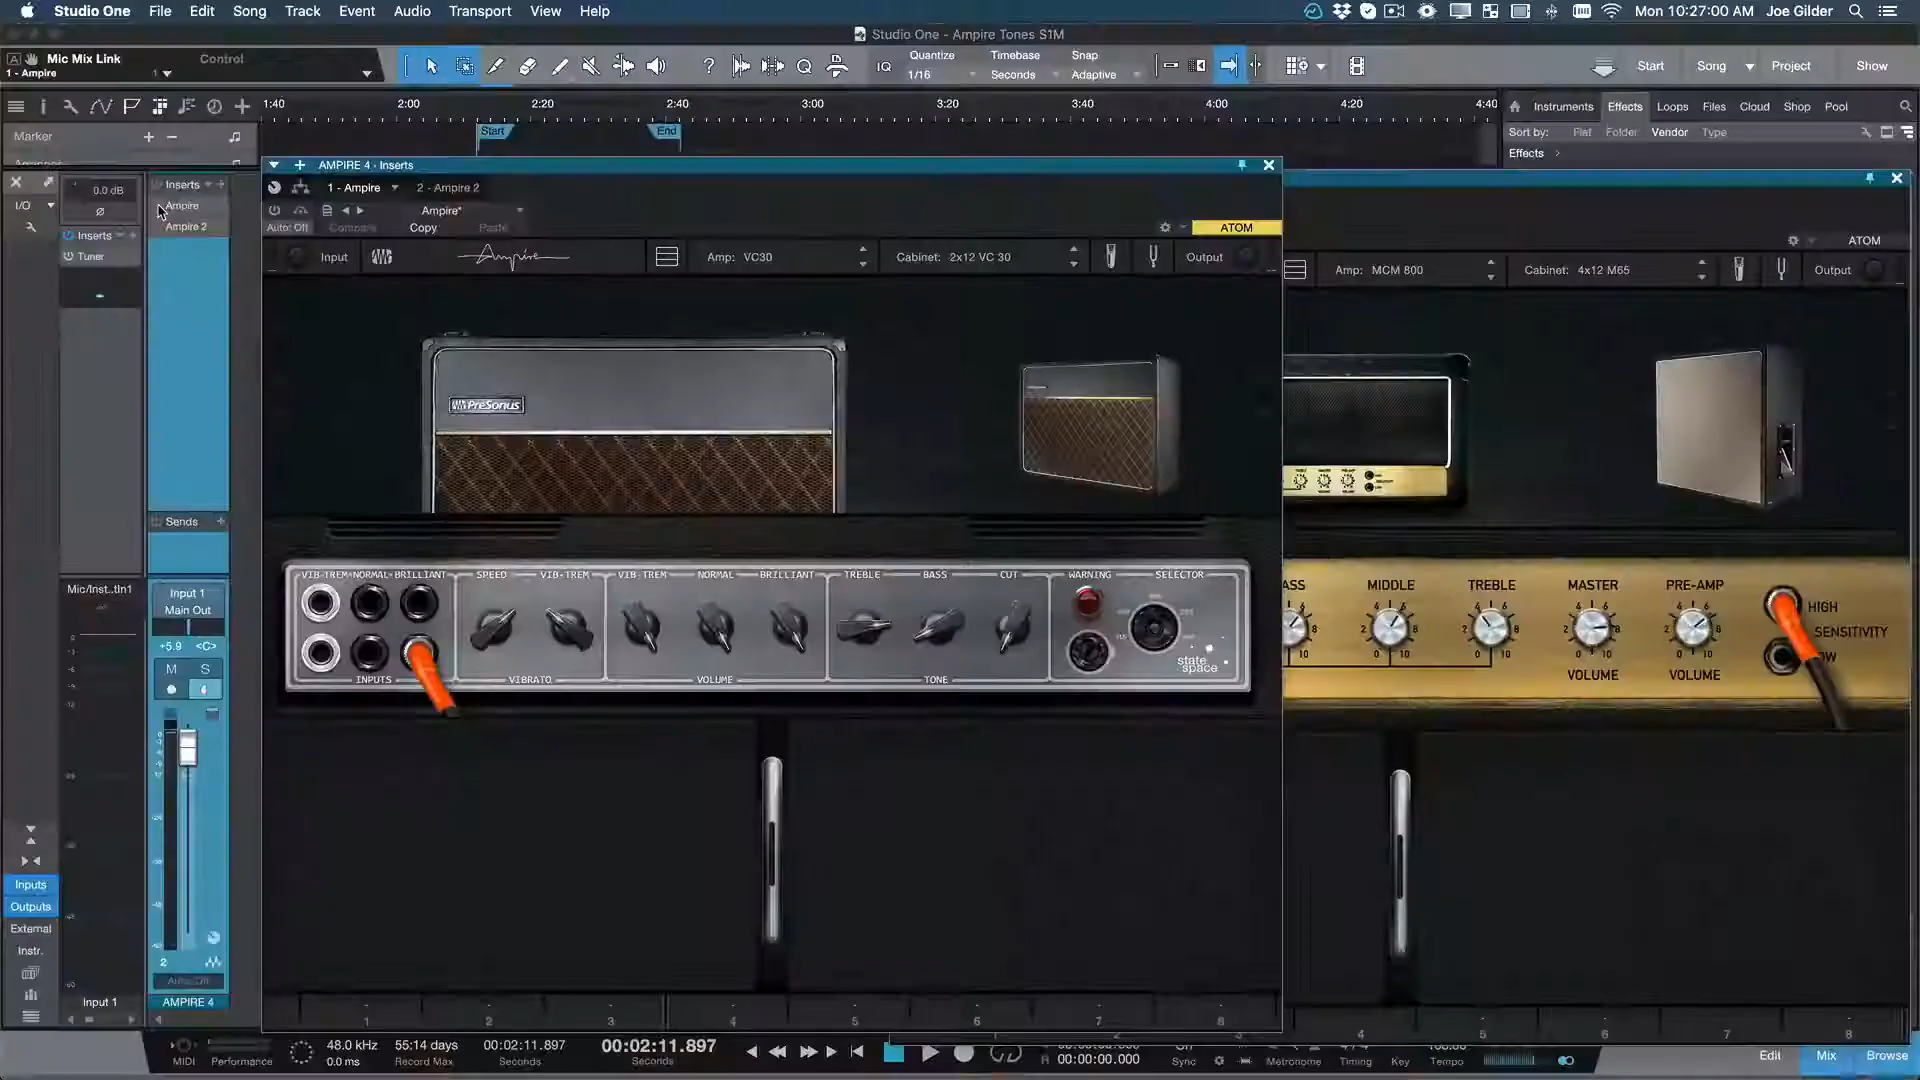 Studio One File Edit Song Track Event Audio Transport View Help Mon 10:27:00 AM Joe Gilder
Studio One - Ampire Tones S1M
Mic Mix Link Control
1 - Ampire 1
? IQ Quantize Timebase Snap Start Song Project Show
1/16 Seconds Adaptive
1:40 2:00 2:20 2:40 3:00 3:20 3:40 4:00 4:20 4:40
Instruments Effects Loops Files Cloud Shop Pool
Marker Start End
Sort by: Flat Folder Vendor Type
Effects
AMPIRE 4 - Inserts
0.0 dB Inserts
1 - Ampire 2 - Ampire 2
I/O Ampire
Ampire 2
Ampire*
Auto: Off Compare Copy Paste ATOM
Inserts
Tuner
ATOM
Input Ampire Amp: VC30 Cabinet: 2x12 VC 30 Output
Amp: MCM 800 Cabinet: 4x12 M65 Output
PreSonus
Sends
VIB-TREM NORMAL BRILLIANT SPEED VIB-TREM VIB-TREM NORMAL BRILLIANT TREBLE BASS CUT WARNING SELECTOR
INPUTS VIBRATO VOLUME TONE
state space
ASS MIDDLE TREBLE MASTER PRE-AMP
HIGH
SENSITIVITY
VOLUME VOLUME
Mic/Inst..tIn1
Input 1
Main Out
+5.9 <C>
M S
2
Inputs
Outputs
External
Instr.
Input 1
AMPIRE 4
1 2 3 4 5 6 7 8
4 5 6 7 8
MIDI Performance
48.0 kHz
0.0 ms
55:14 days
Record Max
00:02:11.897
Seconds
00:02:11.897
Seconds
00:00:00.000
Sync Metronome Timing Key Tempo
Edit Mix Browse